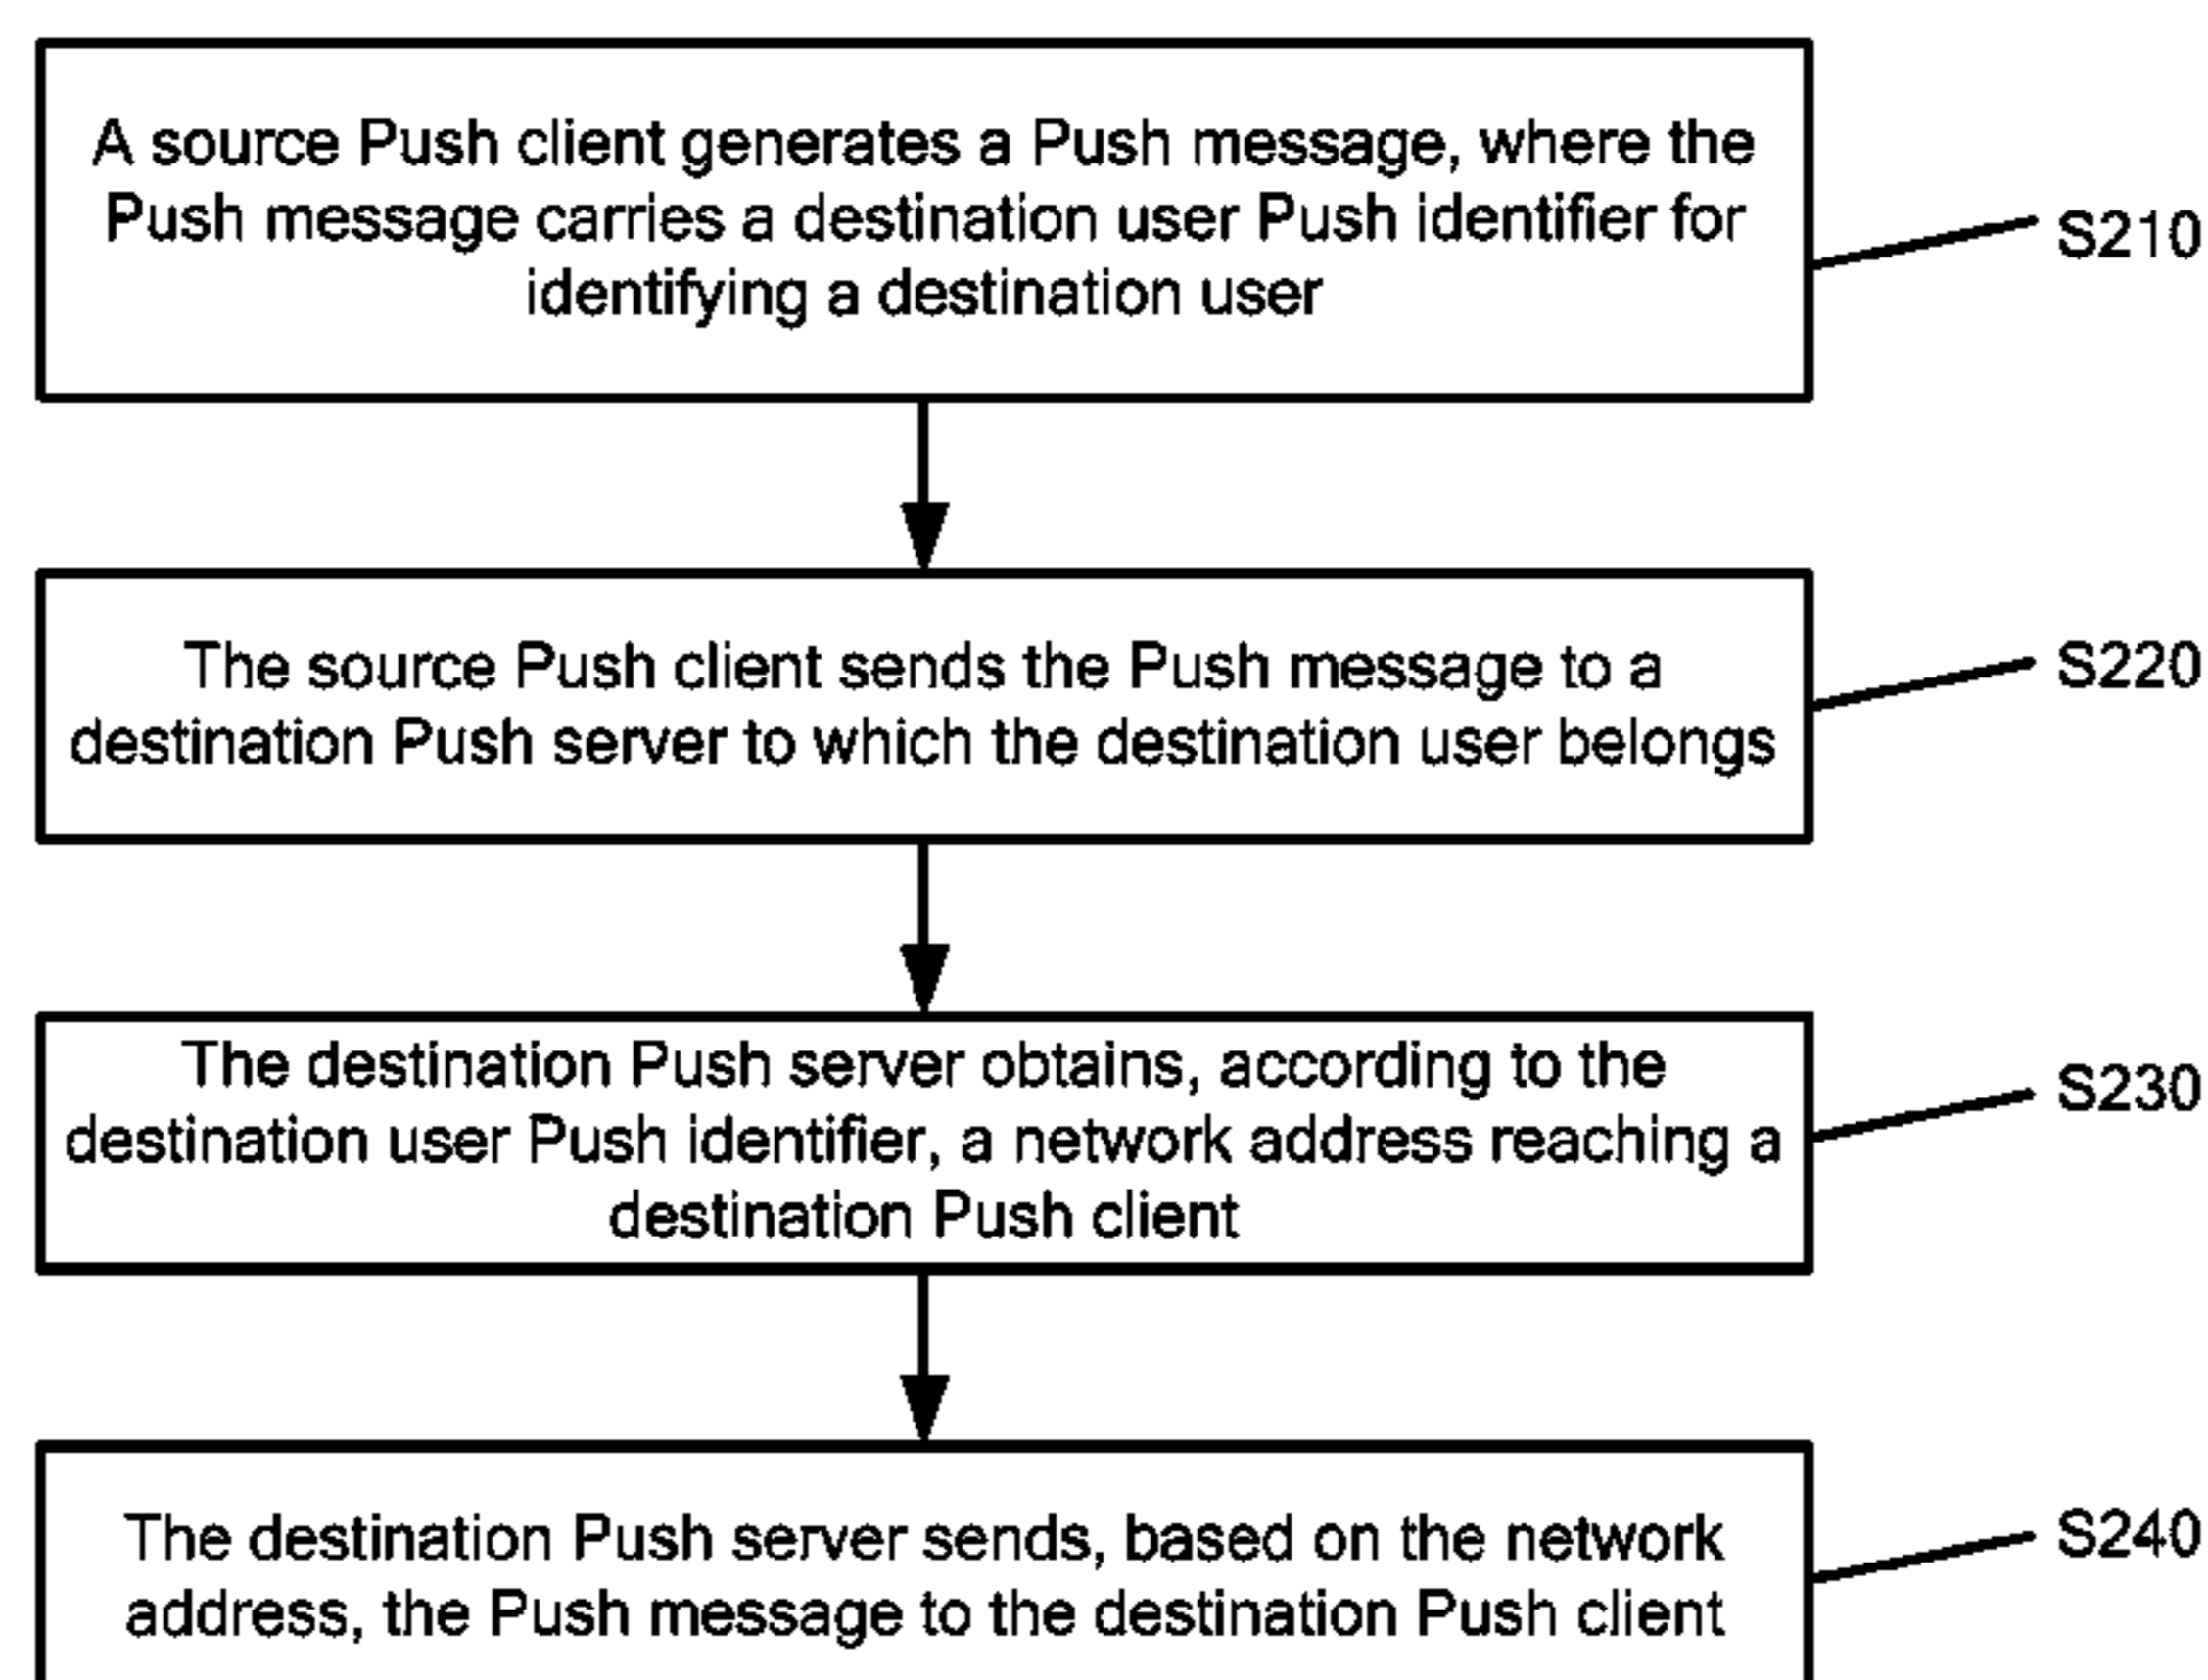 A source Push client generates a Push message, where the
Push message carries a destination user Push identifier for
identifying a destination user
S210
The source Push client sends the Push message to a
destination Push server to which the destination user belongs
S220
The destination Push server obtains, according to the
destination user Push identifier, a network address reaching a
destination Push client
S230
The destination Push server sends, based on the network
address, the Push message to the destination Push client
S240